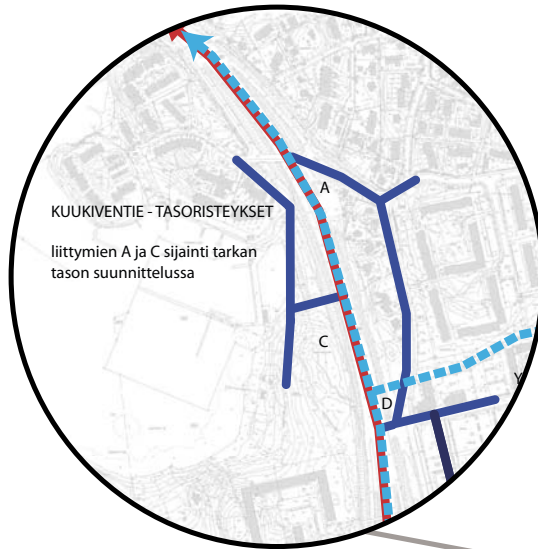 A
KUUKIVENTIE - TASORISTEYKSET
liittymien A ja C sijainti tarkan
tason suunnittelussa
C
Y
D